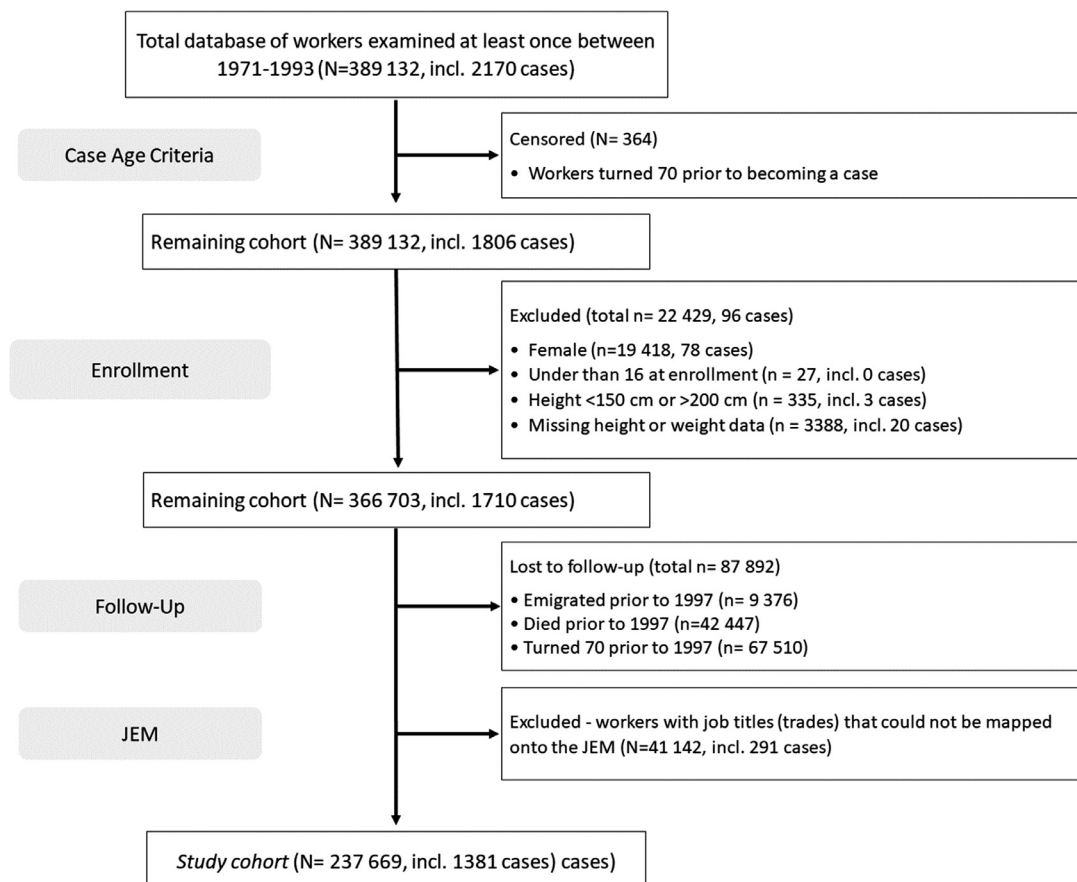 Total database of workers examined at least once between
1971-1993 (N=389 132, incl. 2170 cases)
Case Age Criteria
Censored (N= 364)
• Workers turned 70 prior to becoming a case
Remaining cohort (N= 389 132, incl. 1806 cases)
Enrollment
Excluded (total n= 22 429, 96 cases)
• Female (n=19 418, 78 cases)
• Under than 16 at enrollment (n = 27, incl. 0 cases)
• Height <150 cm or >200 cm (n = 335, incl. 3 cases)
• Missing height or weight data (n = 3388, incl. 20 cases)
Remaining cohort (N= 366 703, incl. 1710 cases)
Follow-Up
Lost to follow-up (total n= 87 892)
• Emigrated prior to 1997 (n= 9 376)
• Died prior to 1997 (n=42 447)
• Turned 70 prior to 1997 (n= 67 510)
JEM
Excluded - workers with job titles (trades) that could not be mapped
onto the JEM (N=41 142, incl. 291 cases)
Study cohort (N= 237 669, incl. 1381 cases) cases)